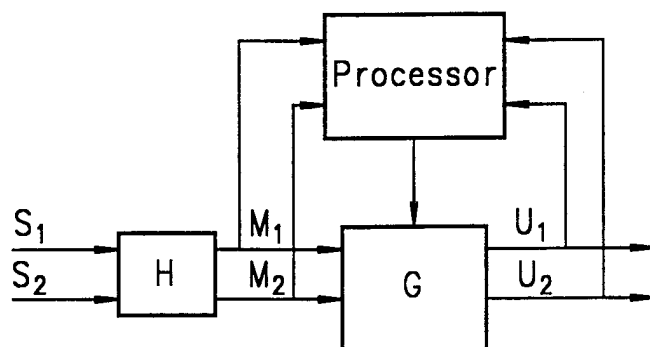 Processor
S₁ M₁ U₁
S₂ H M₂ G U₂